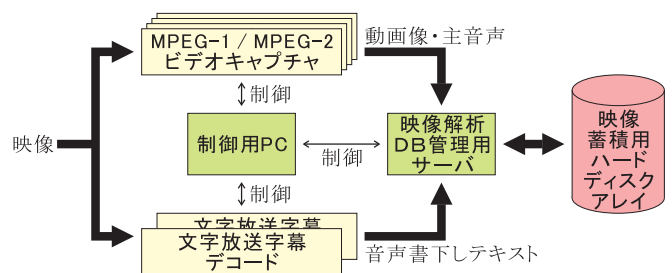 MPEG-1 / MPEG-2
ビデオキャプチャ
動画像・主音声
制御
映像
制御用PC
制御
映像解析
DB管理用
サーバ
映像
蓄積用
ハード
ディスク
アレイ
制御
文字放送字幕
文字放送字幕
デコード
音声書下しテキスト